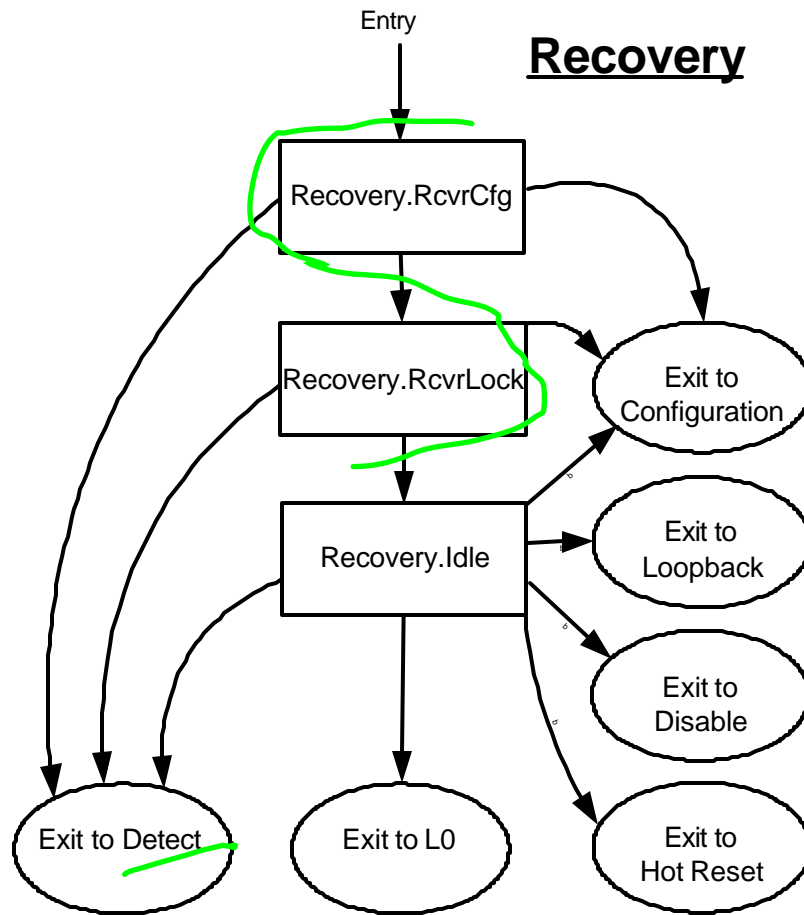 Entry
Recovery
Recovery.RcvrCfg
Recovery.RcvrLock
Exit to
Configuration
Recovery.Idle
Exit to
Loopback
Exit to
Disable
Exit to Detect
Exit to L0
Exit to
Hot Reset